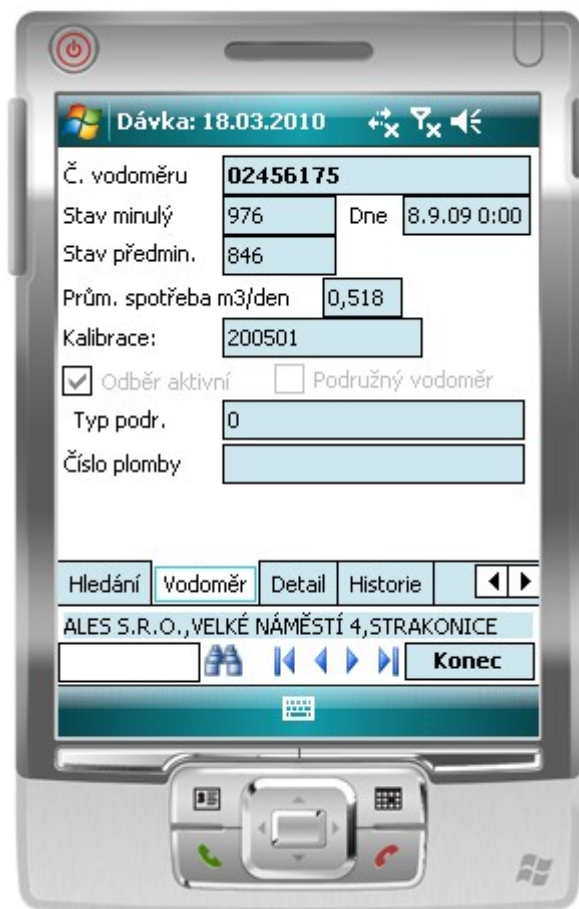 Dávka: 18.03.2010
Č. vodoměru 02456175
Stav minulý 976 Dne 8.9.09 0:00
Stav předmin. 846
Prům. spotřeba m3/den 0,518
Kalibrace: 200501
Odběr aktivní Podružný vodoměr
Typ podr. 0
Číslo plomby
Hledání Vodoměr Detail Historie
ALES S.R.O.,VELKÉ NÁMĚSTÍ 4,STRAKONICE
Konec